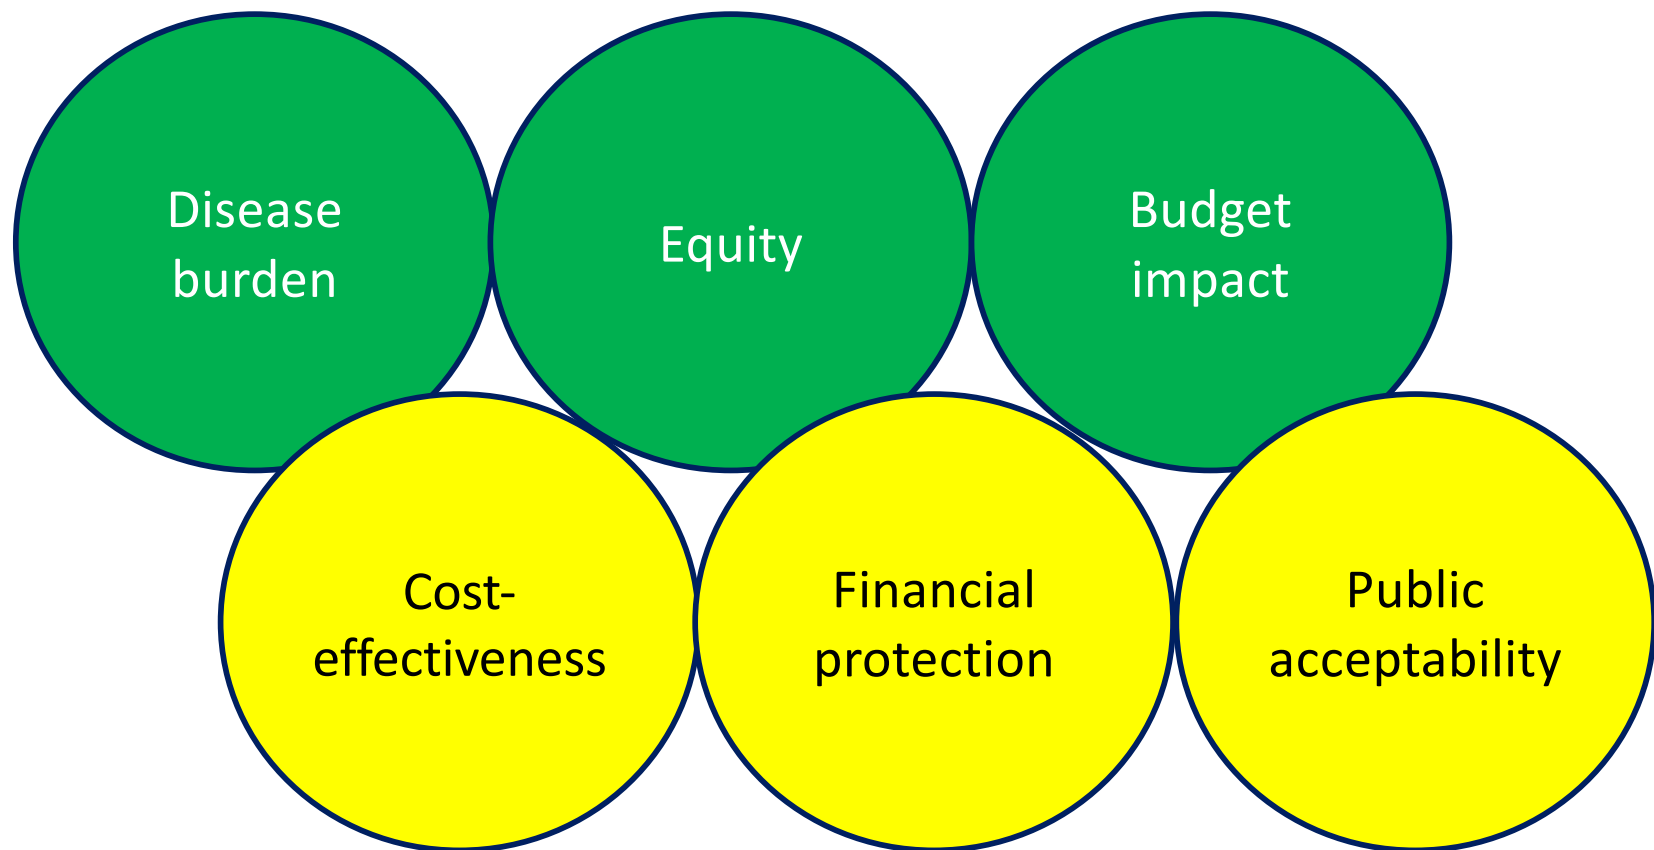 Disease
burden
Equity
Budget
impact
Cost-
effectiveness
Financial
protection
Public
acceptability